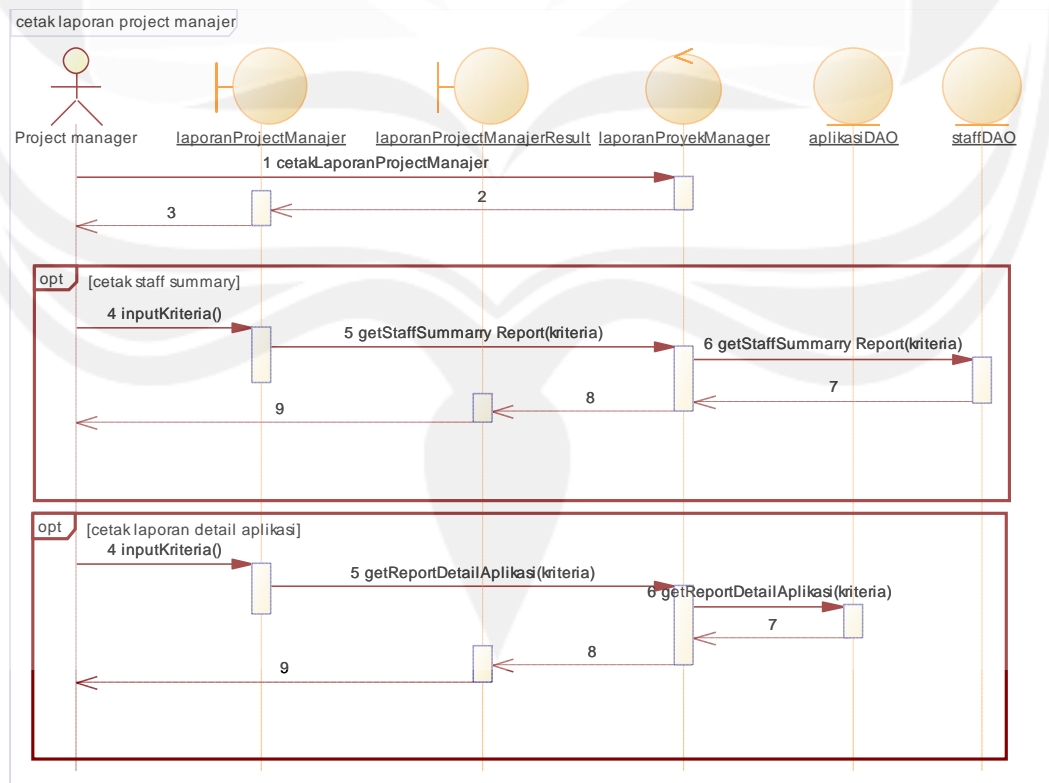 cetak laporan project manajer
Project manager
laporanProjectManajer
laporanProjectManajerResult
laporanProyekManager
aplikasiDAO
staffDAO
1 cetakLaporanProjectManajer
2
3
opt
[cetak staff summary]
4 inputKriteria()
5 getStaffSummarry Report(kriteria)
6 getStaffSummarry Report(kriteria)
7
8
9
opt
[cetak laporan detail aplikasi]
4 inputKriteria()
5 getReportDetailAplikasi(kriteria)
6 getReportDetailAplikasi(kriteria)
7
8
9